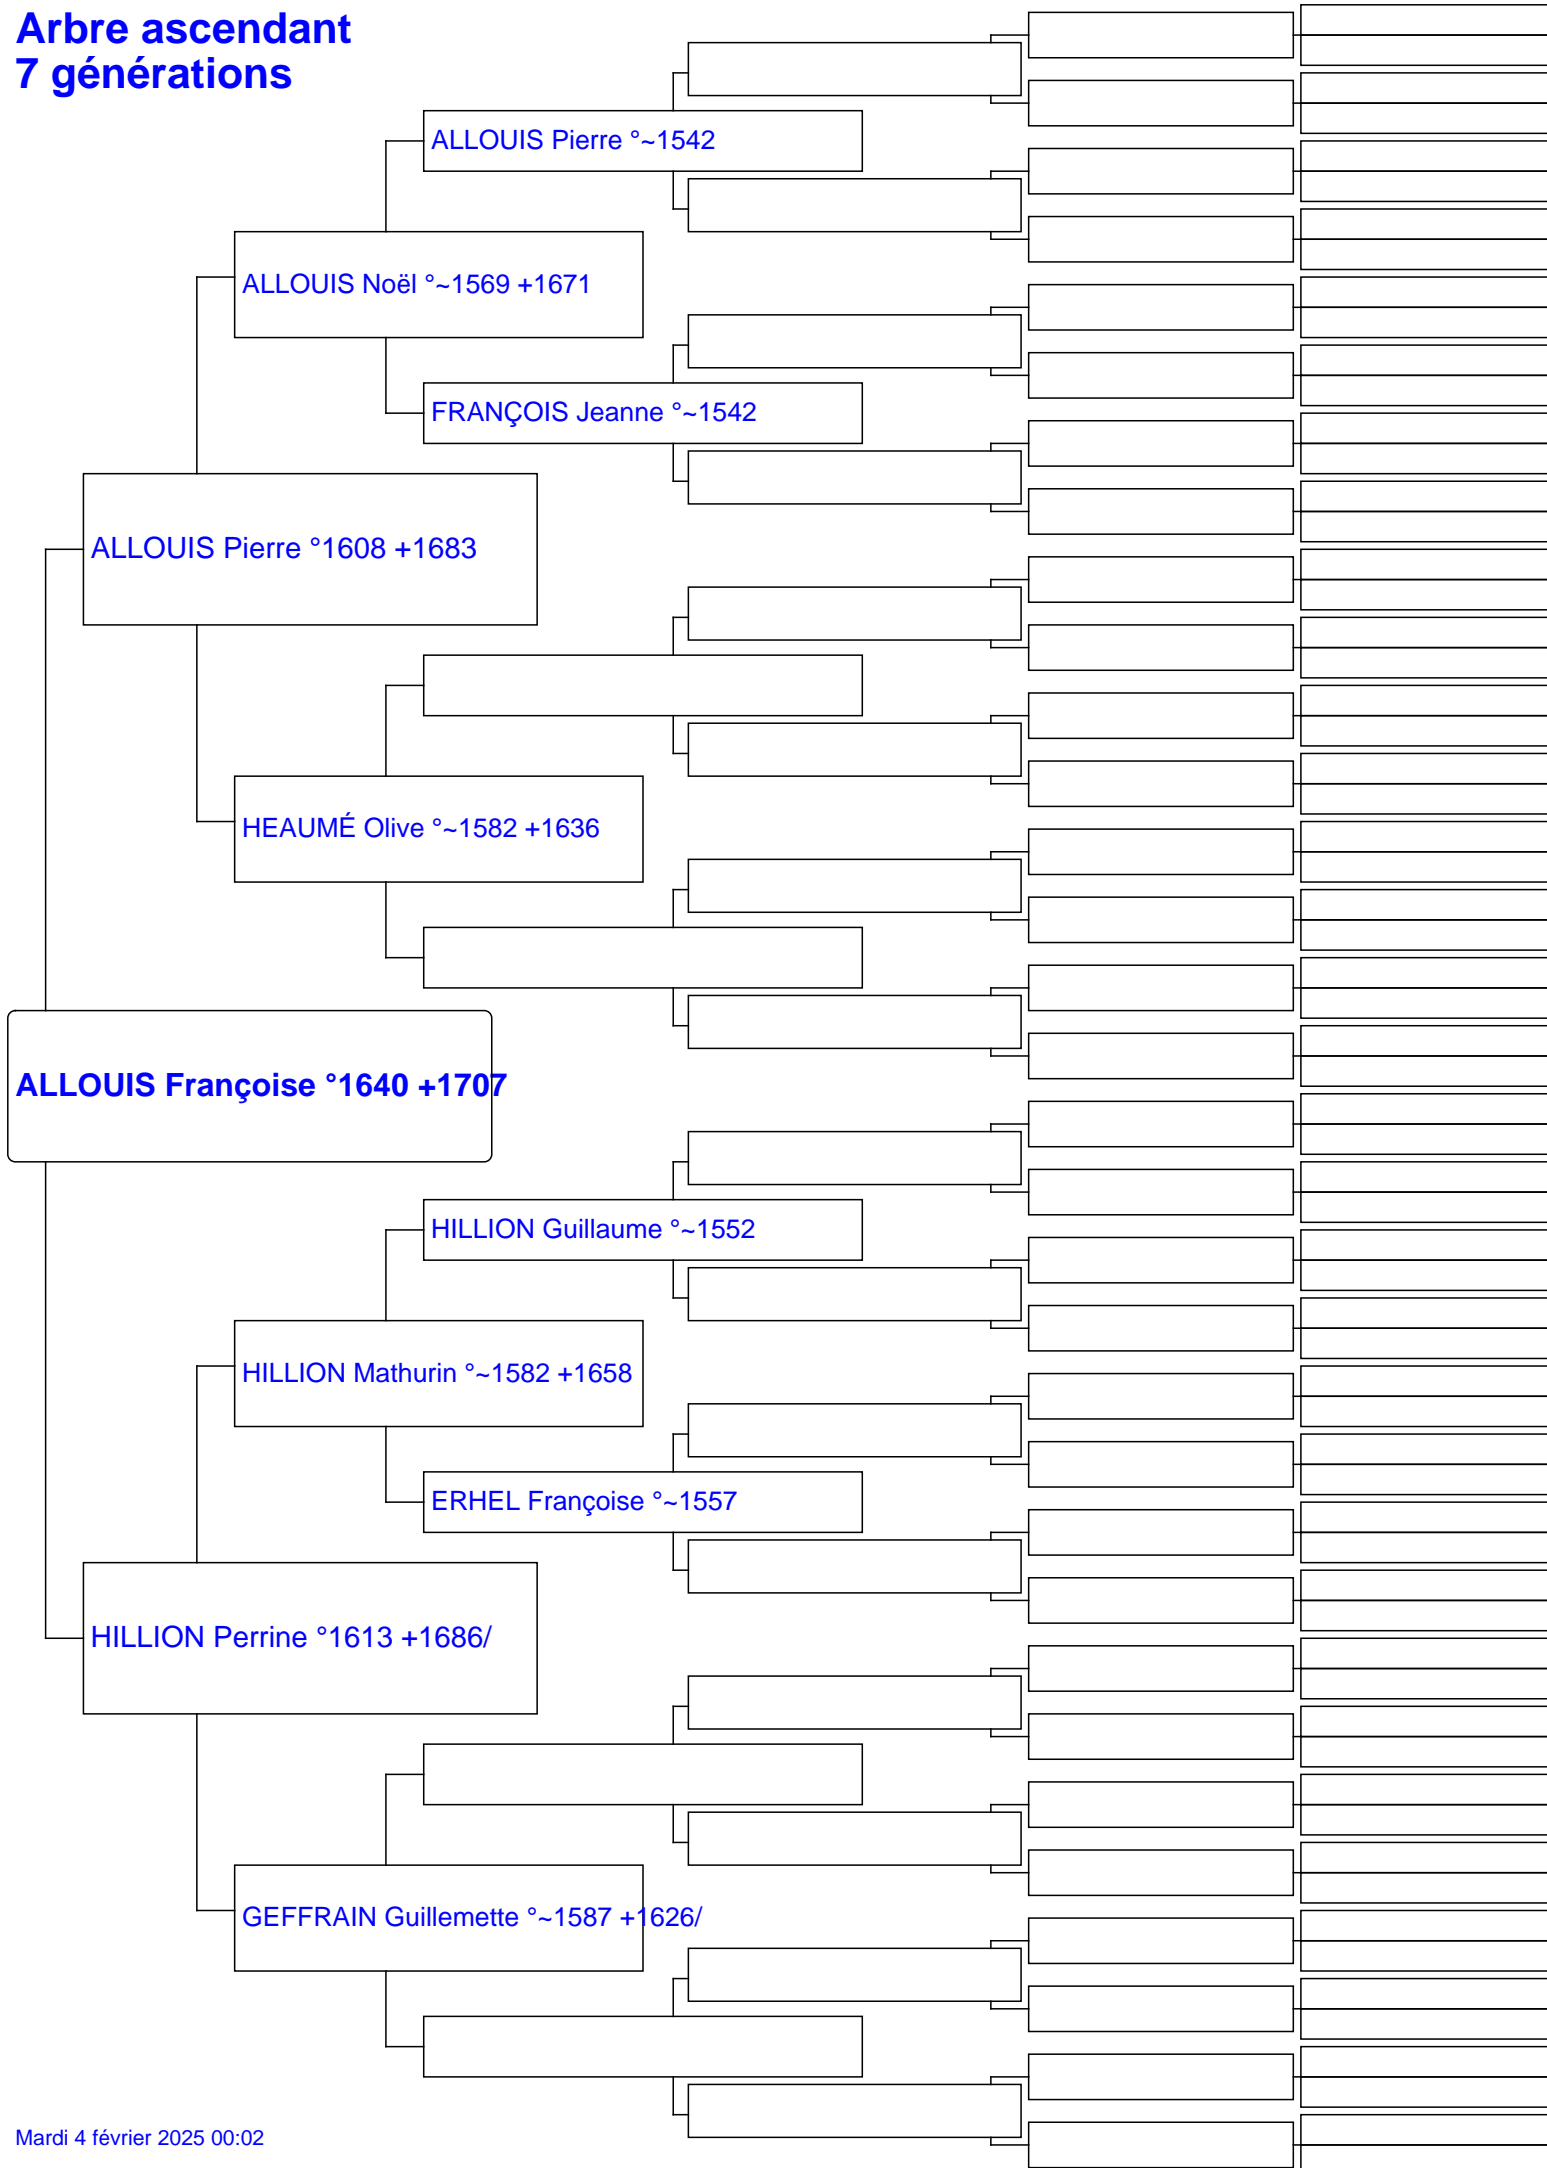 Arbre ascendant
7 générations
ALLOUIS Pierre °~1542
ALLOUIS Noël °~1569 +1671
FRANÇOIS Jeanne °~1542
ALLOUIS Pierre °1608 +1683
HEAUMÉ Olive °~1582 +1636
ALLOUIS Françoise °1640 +1707
HILLION Guillaume °~1552
HILLION Mathurin °~1582 +1658
ERHEL Françoise °~1557
HILLION Perrine °1613 +1686/
GEFFRAIN Guillemette °~1587 +1626/
Mardi 4 février 2025 00:02